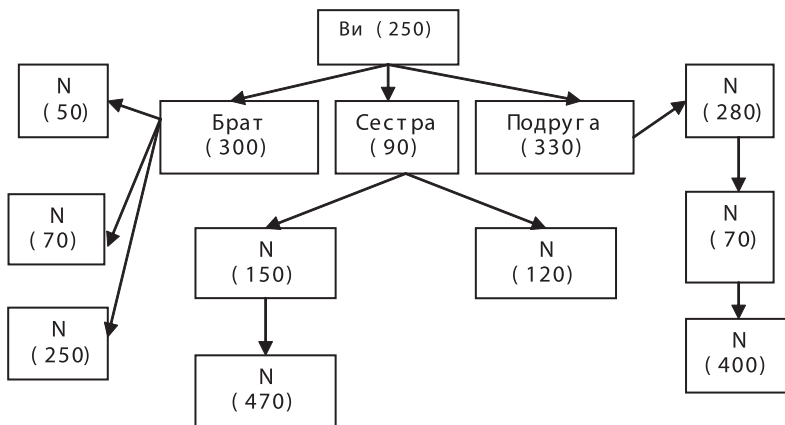 Ви (250)
N
(50)
Брат
(300)
Сестра
(90)
Подруга
(330)
N
(280)
N
(70)
N
(150)
N
(120)
N
(70)
N
(250)
N
(470)
N
(400)